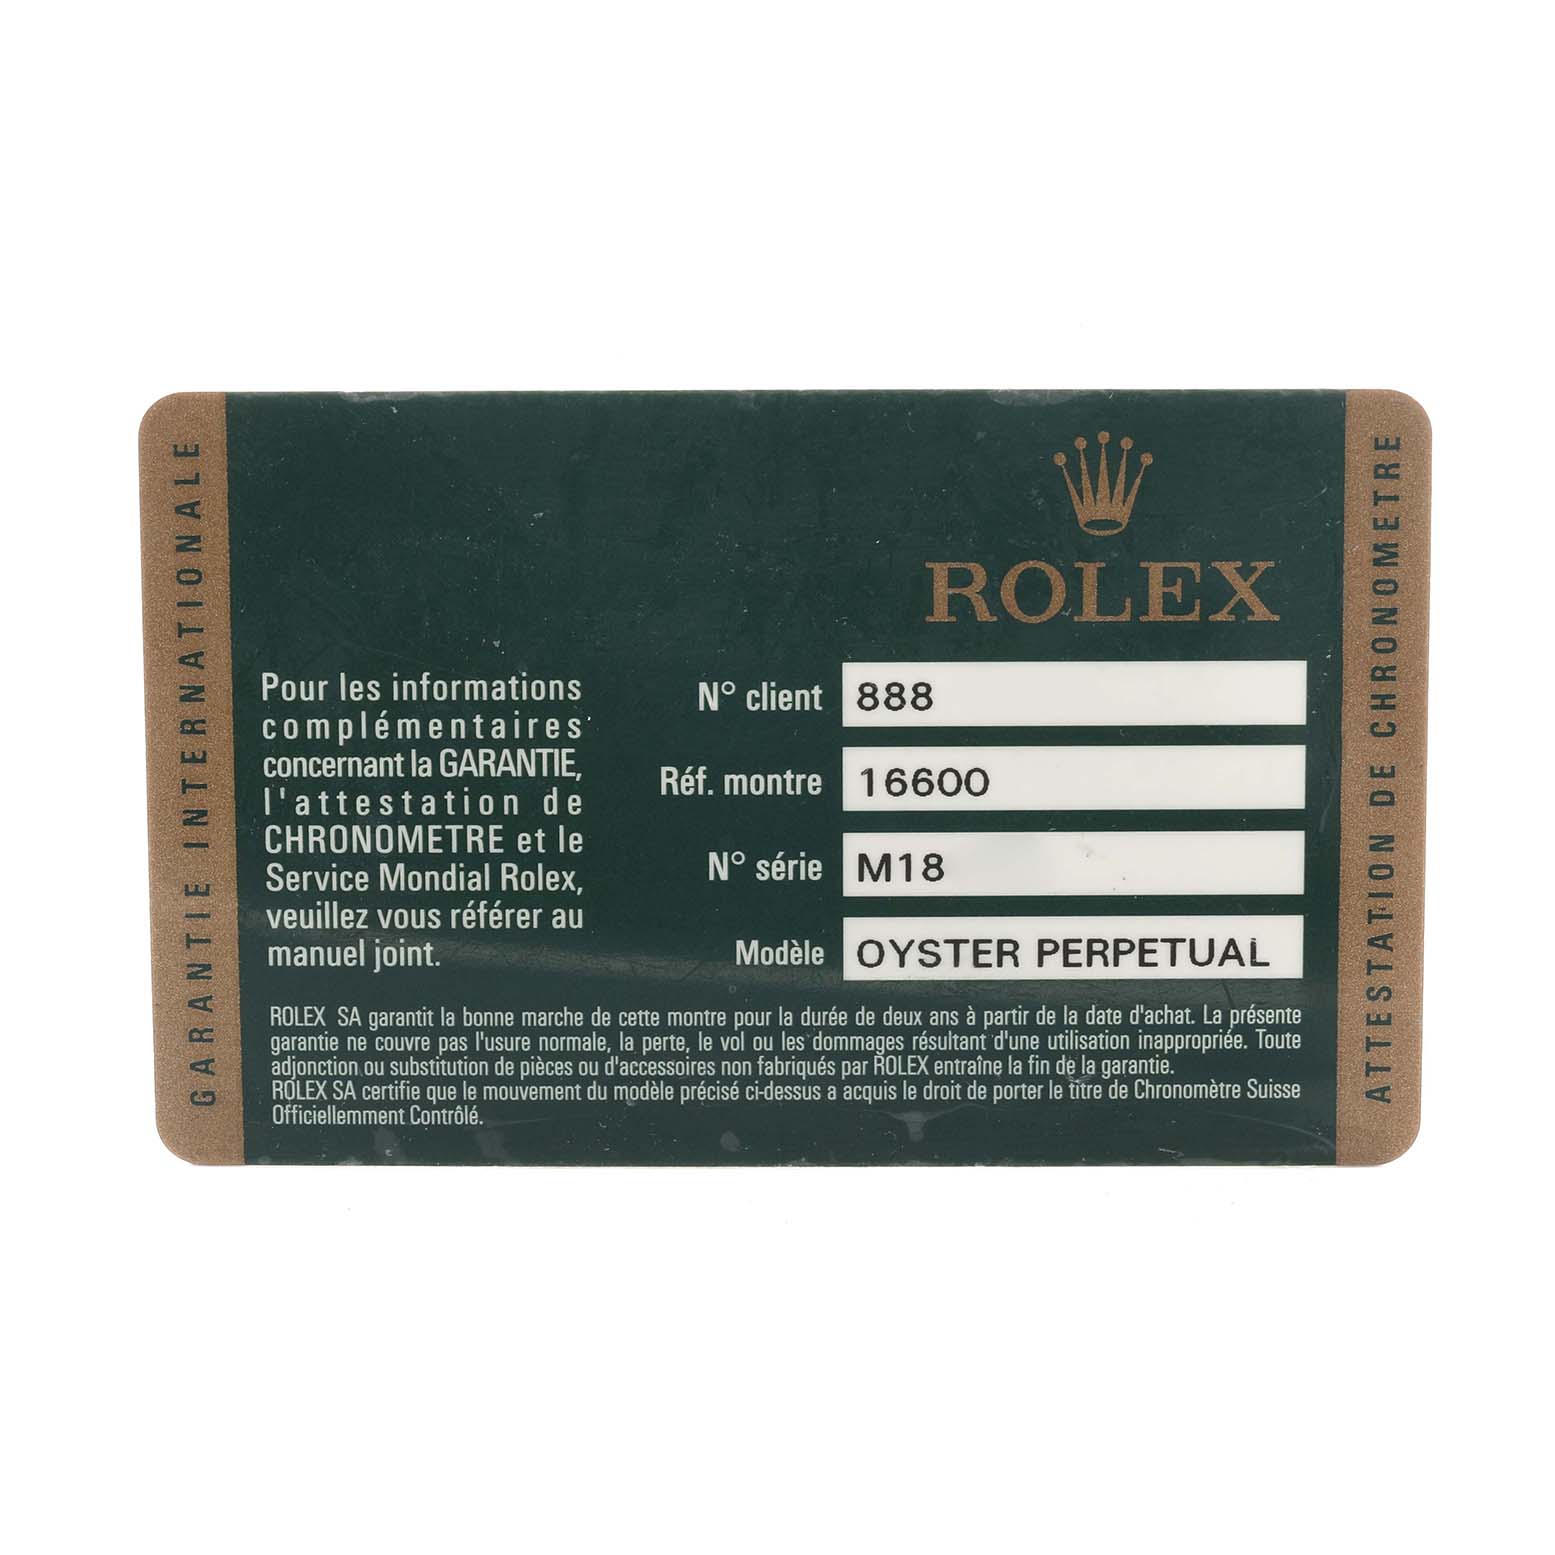 GARANTIE INTERNATIONALE
ROLEX
Pour les informations
complémentaires
concernant la GARANTIE,
l'attestation de
CHRONOMETRE et le
Service Mondial Rolex,
veuillez vous référer au
manuel joint.
N° client 888
Réf. montre 16600
N° série M18
Modèle OYSTER PERPETUAL
ROLEX SA garantit la bonne marche de cette montre pour la durée de deux ans à partir de la date d'achat. La présente
garantie ne couvre pas l'usure normale, la perte, le vol ou les dommages résultant d'une utilisation inappropriée. Toute
adjonction ou substitution de pièces ou d'accessoires non fabriqués par ROLEX entraîne la fin de la garantie.
ROLEX SA certifie que le mouvement du modèle précisé ci-dessus a acquis le droit de porter le titre de Chronomètre Suisse
Officiellemment Contrôlé.
ATTESTATION DE CHRONOMETRE